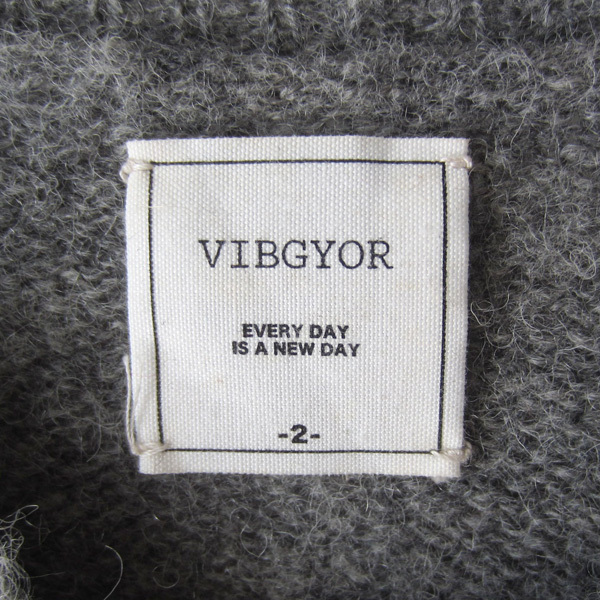 VIBGYOR
EVERY DAY
IS A NEW DAY
-2-